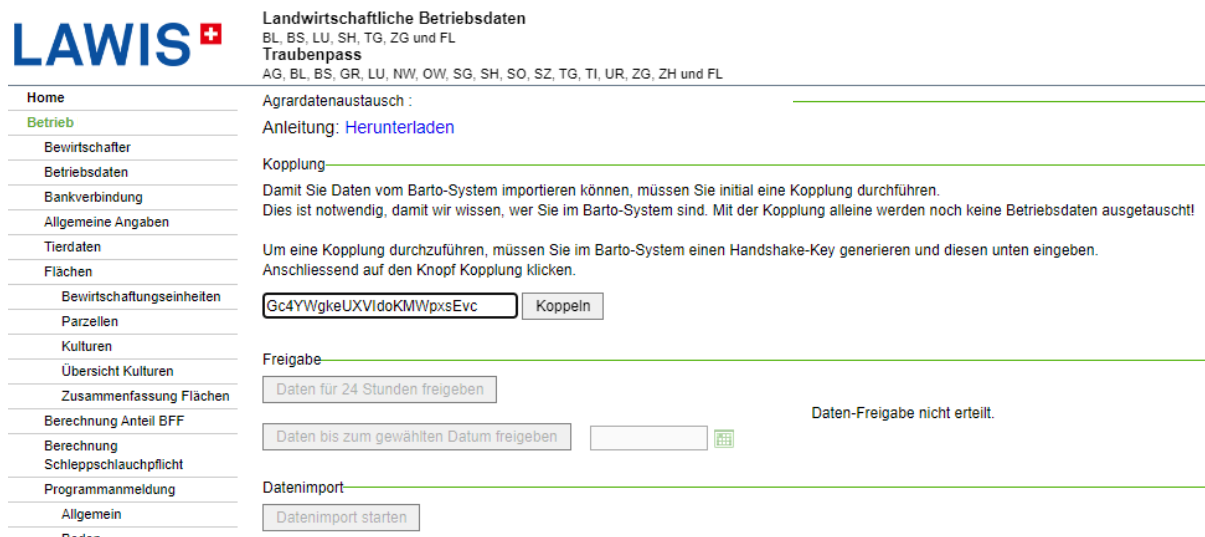 LAWIS
Landwirtschaftliche Betriebsdaten
BL, BS, LU, SH, TG, ZG und FL
Traubenpass
AG, BL, BS, GR, LU, NW, OW, SG, SH, SO, SZ, TG, TI, UR, ZG, ZH und FL
Home
Betrieb
Bewirtschafter
Betriebsdaten
Bankverbindung
Allgemeine Angaben
Tierdaten
Flächen
Bewirtschaftungseinheiten
Parzellen
Kulturen
Übersicht Kulturen
Zusammenfassung Flächen
Berechnung Anteil BFF
Berechnung
Schleppschlauchpflicht
Programmanmeldung
Allgemein
Boden
Agrardatenaustausch :
Anleitung: Herunterladen
Kopplung
Damit Sie Daten vom Barto-System importieren können, müssen Sie initial eine Kopplung durchführen.
Dies ist notwendig, damit wir wissen, wer Sie im Barto-System sind. Mit der Kopplung alleine werden noch keine Betriebsdaten ausgetauscht!
Um eine Kopplung durchzuführen, müssen Sie im Barto-System einen Handshake-Key generieren und diesen unten eingeben.
Anschliessend auf den Knopf Kopplung klicken.
Gc4YWgkeUXVIdoKMWpxsEvc Koppeln
Freigabe
Daten für 24 Stunden freigeben
Daten-Freigabe nicht erteilt.
Daten bis zum gewählten Datum freigeben
Datenimport
Datenimport starten